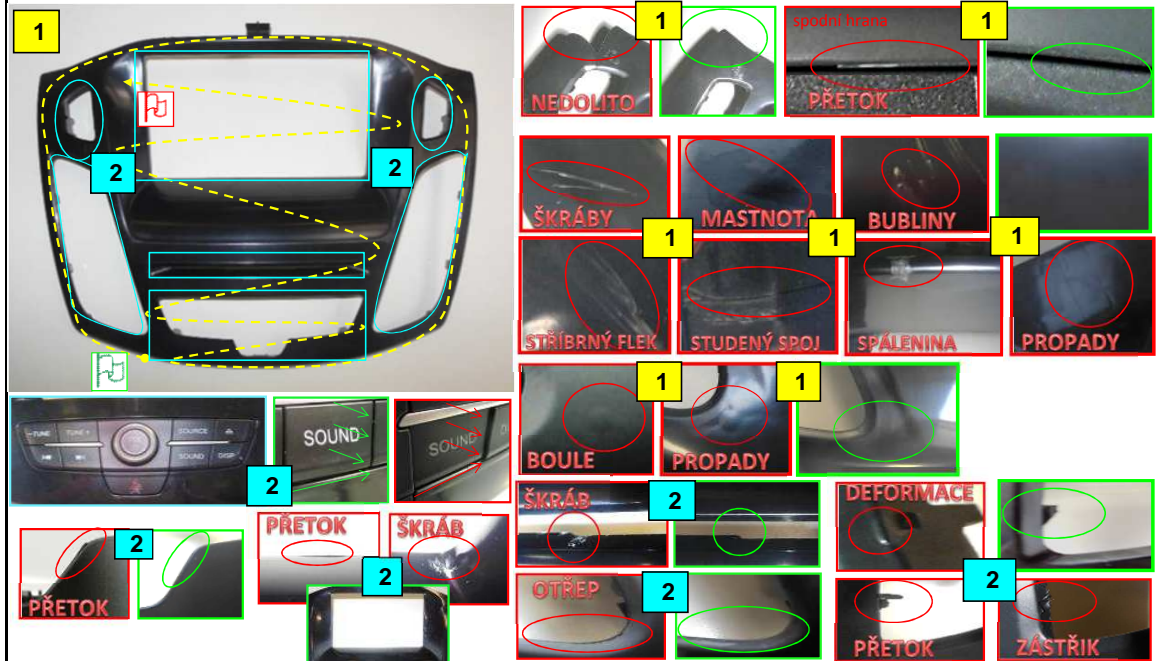 1
2
2
NEDOLITO
1
spodní hrana
PŘETOK
1
ŠKRÁBY
MASTNOTA
BUBLINY
STŘÍBRNÝ FLEK
1
STUDENÝ SPOJ
1
SPÁLENINA
1
PROPADY
BOULE
1
PROPADY
1
-TUNE
TUNE+
SOURCE
SOUND
DISP
SOUND
SOUND
2
PŘETOK
2
PŘETOK
ŠKRÁB
2
ŠKRÁB
2
DEFORMACE
OTŘEP
2
PŘETOK
2
ZÁSTŘIK